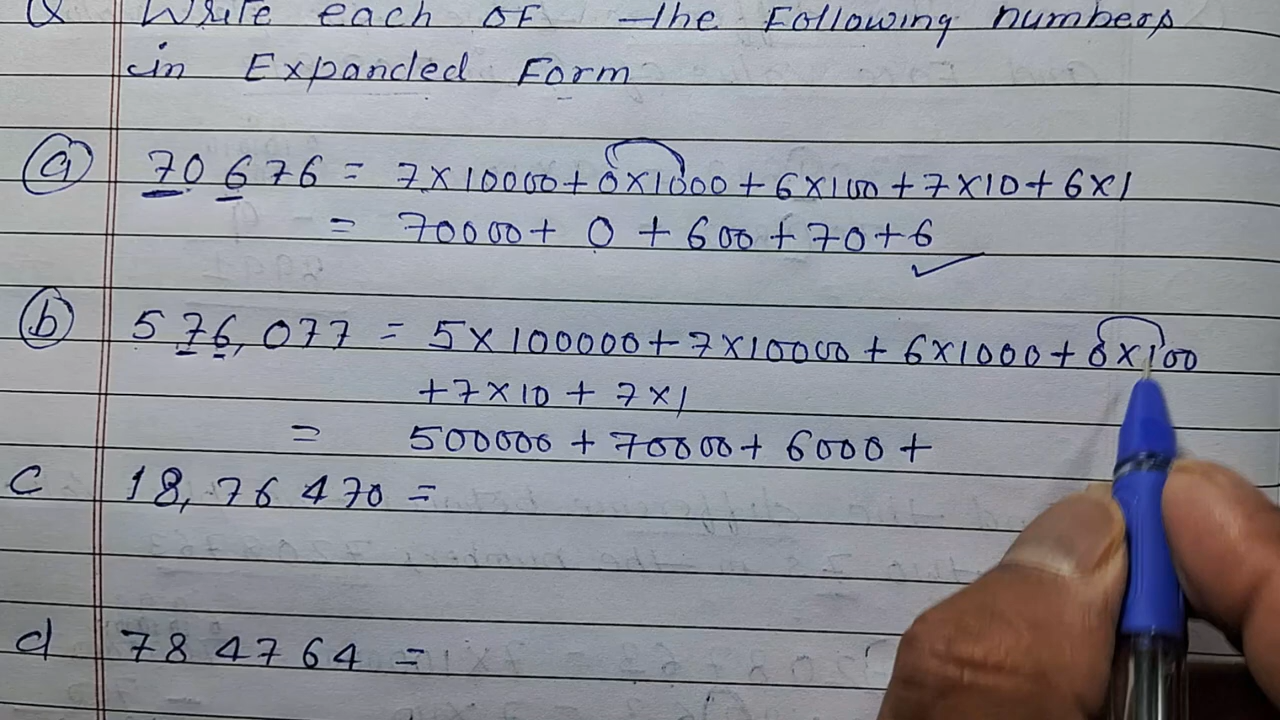 Q Write each of the Following numbers
in Expanded Form
(a) 70 676 = 7×10000+0×1000+6×100+7×10+6×1
= 70000+ 0 +600+70+6 ✓
(b) 576,077 = 5×100000+7×10000+6×1000+0×100
+7×10+7×1
= 500000+70000+6000+
c 18,76 470 =
d 78 4764 =